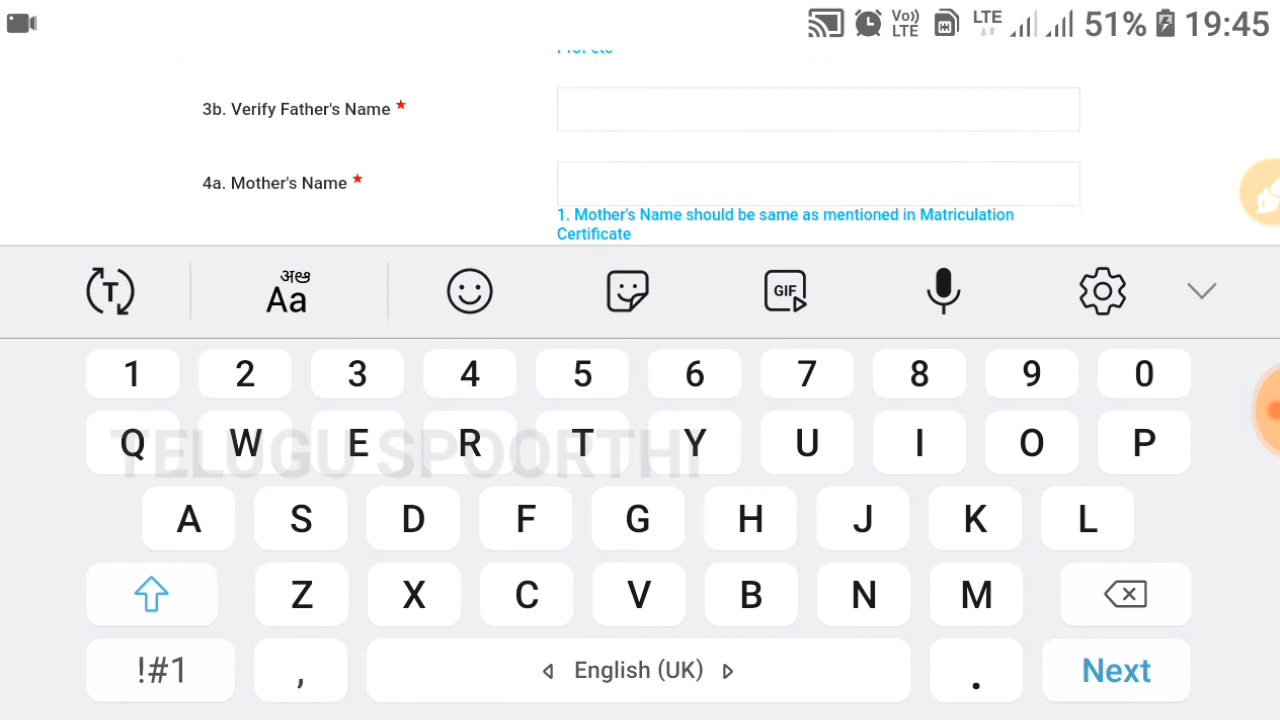 Vo)) LTE LTE 51% 19:45
3b. Verify Father's Name *
4a. Mother's Name *
1. Mother's Name should be same as mentioned in Matriculation
Certificate
T अఆ Aa GIF
1 2 3 4 5 6 7 8 9 0
Q W E R T Y U I O P
TELUGU SPOORTHI
A S D F G H J K L
Z X C V B N M
!#1 , English (UK) . Next